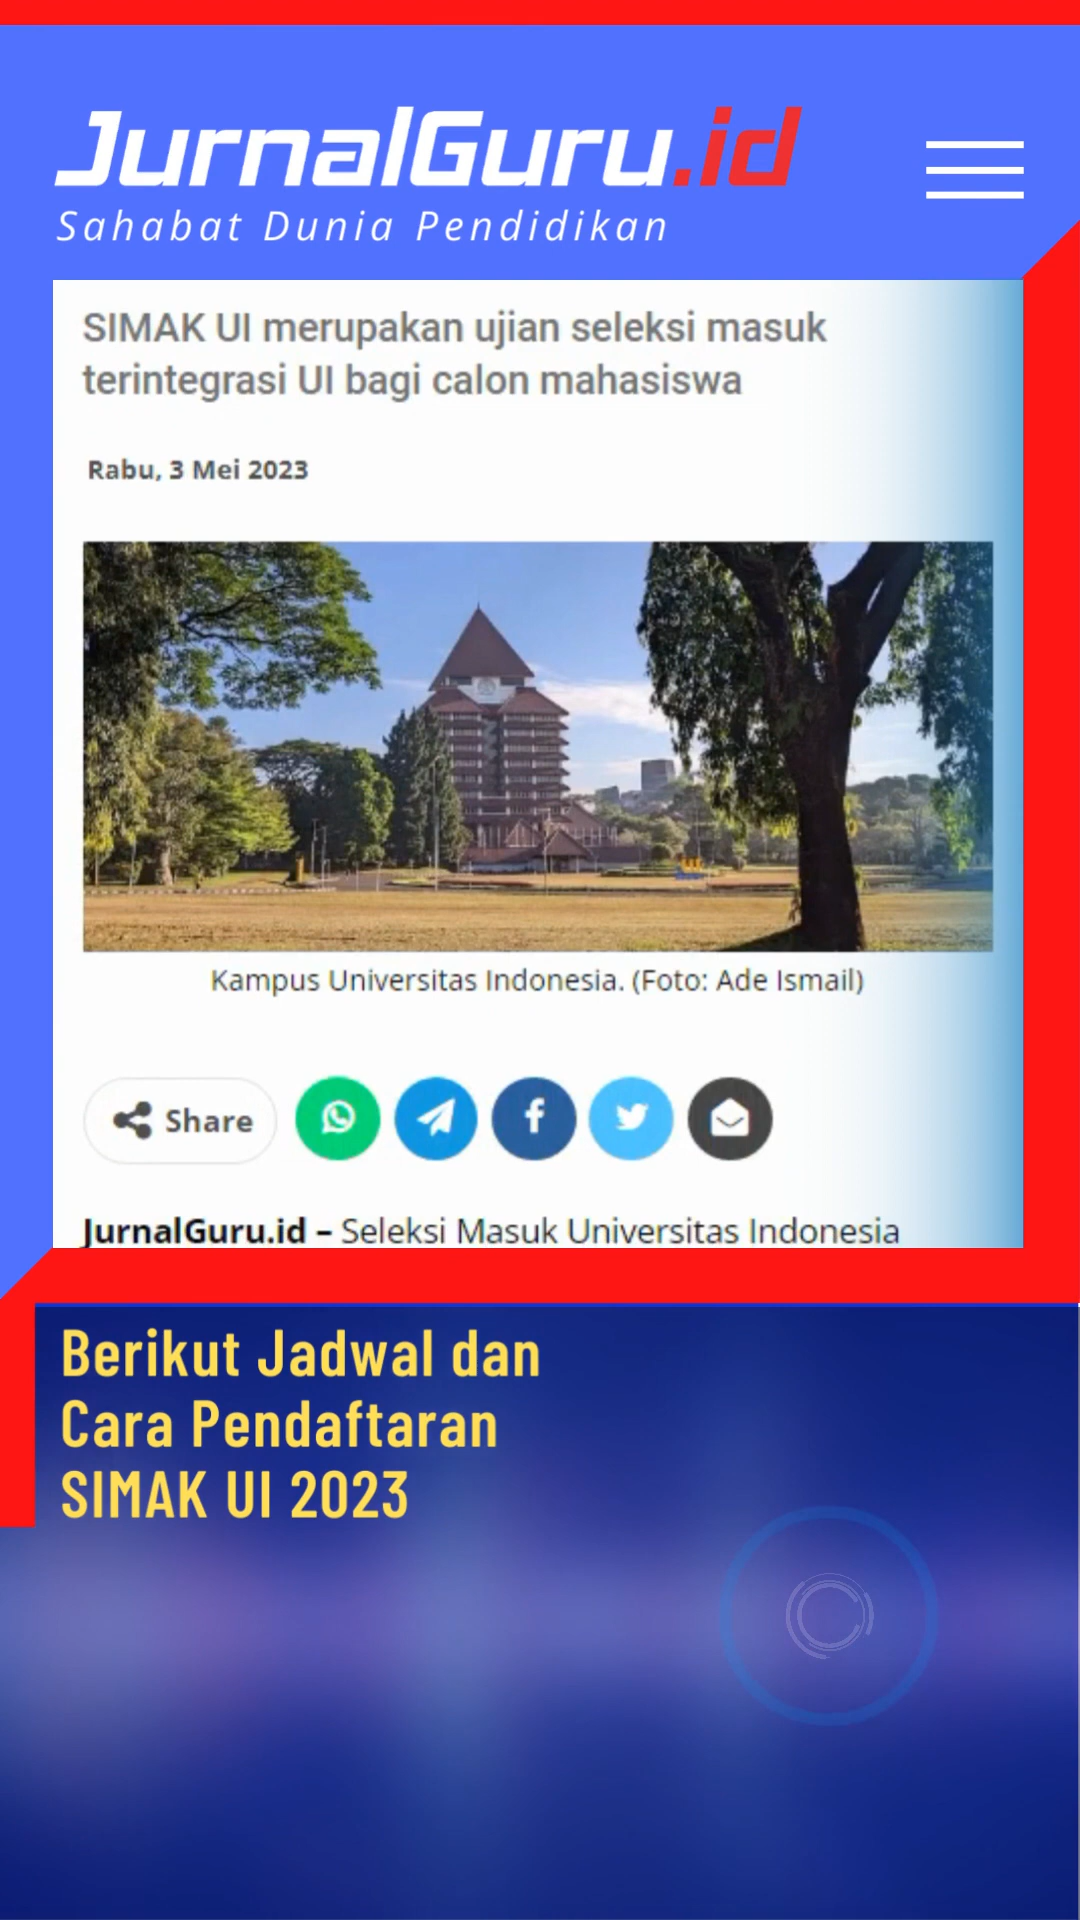 JurnalGuru.id
Sahabat Dunia Pendidikan
SIMAK UI merupakan ujian seleksi masuk
terintegrasi UI bagi calon mahasiswa
Rabu, 3 Mei 2023
Kampus Universitas Indonesia. (Foto: Ade Ismail)
Share
JurnalGuru.id – Seleksi Masuk Universitas Indonesia
Berikut Jadwal dan
Cara Pendaftaran
SIMAK UI 2023